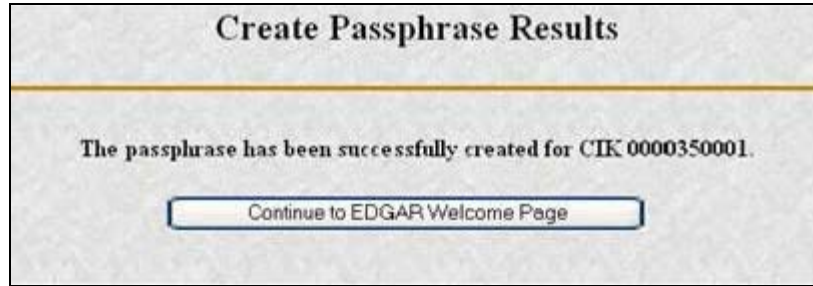 Create Passphrase Results
The passphrase has been successfully created for CIK 0000350001.
Continue to EDGAR Welcome Page